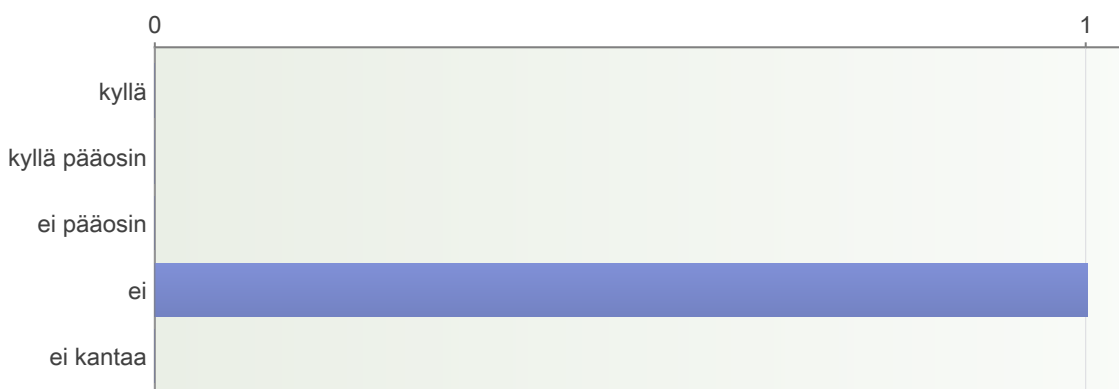 0 1
kyllä
kyllä pääosin
ei pääosin
ei
ei kantaa